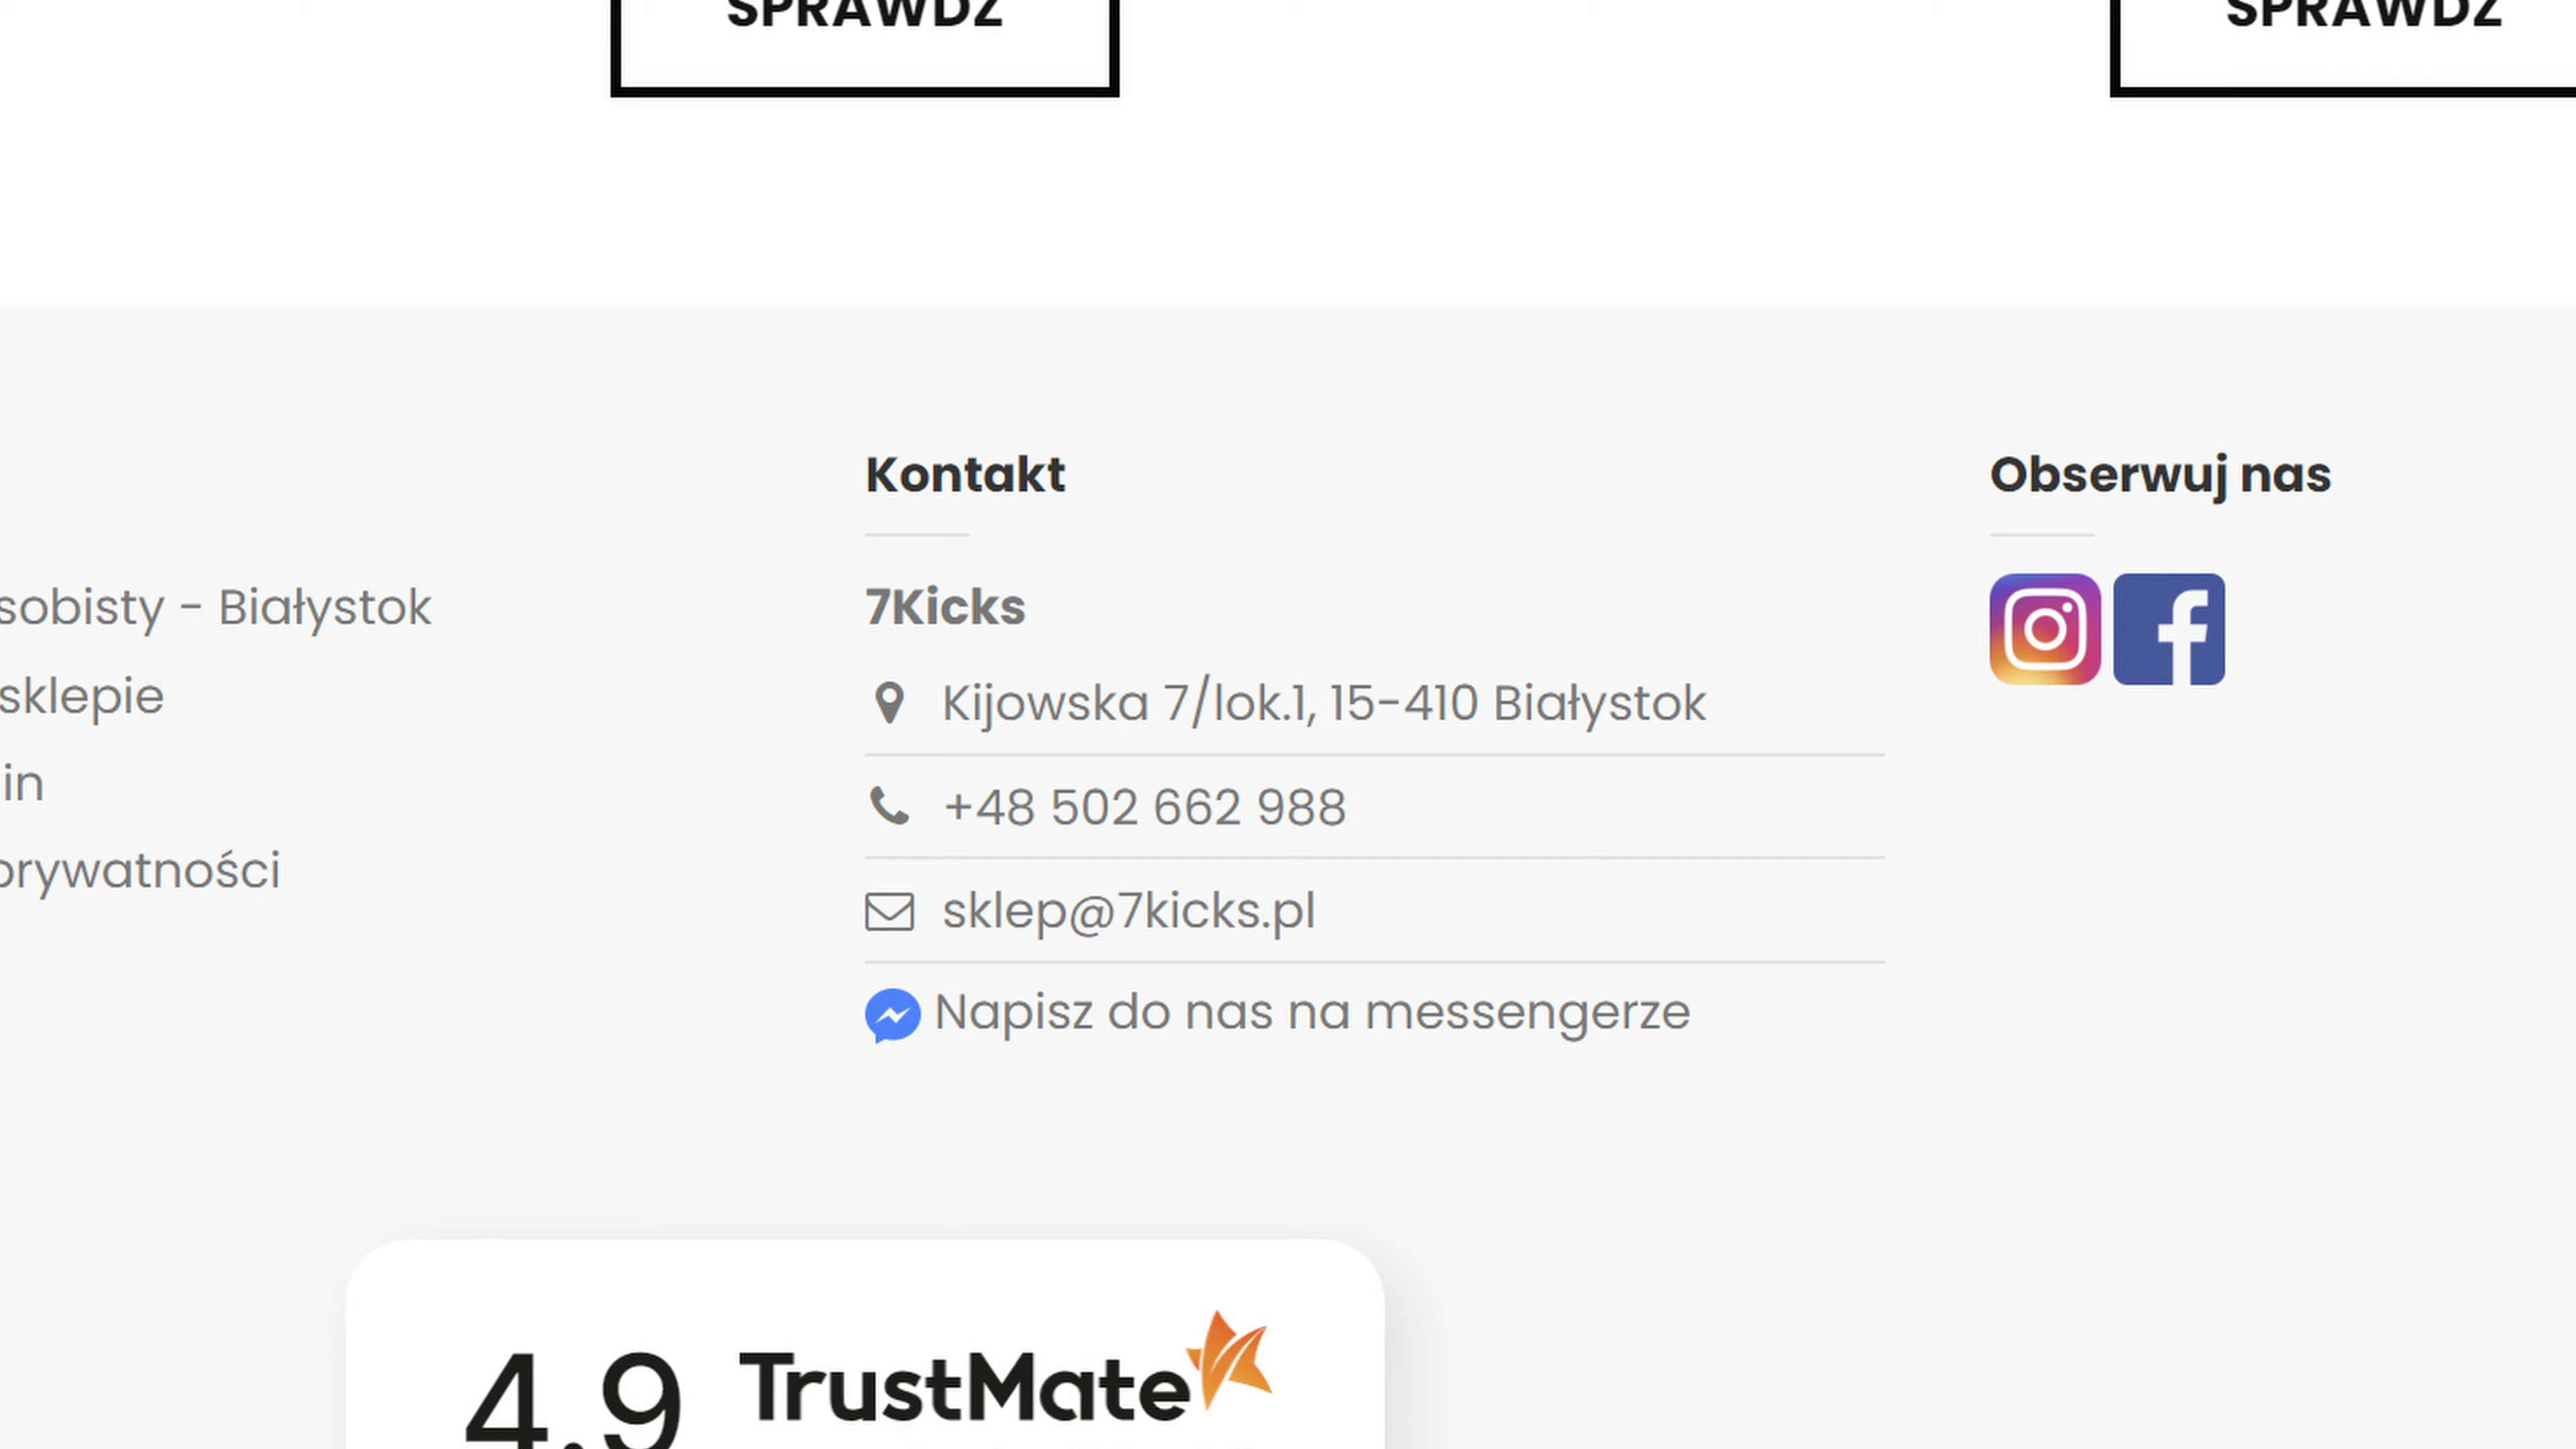 SPRAWDŹ SPRAWDŹ
Kontakt Obserwuj nas
sobisty - Białystok
7Kicks
sklepie
Kijowska 7/lok.1, 15-410 Białystok
in
+48 502 662 988
prywatności
sklep@7kicks.pl
Napisz do nas na messengerze
4.9 TrustMate